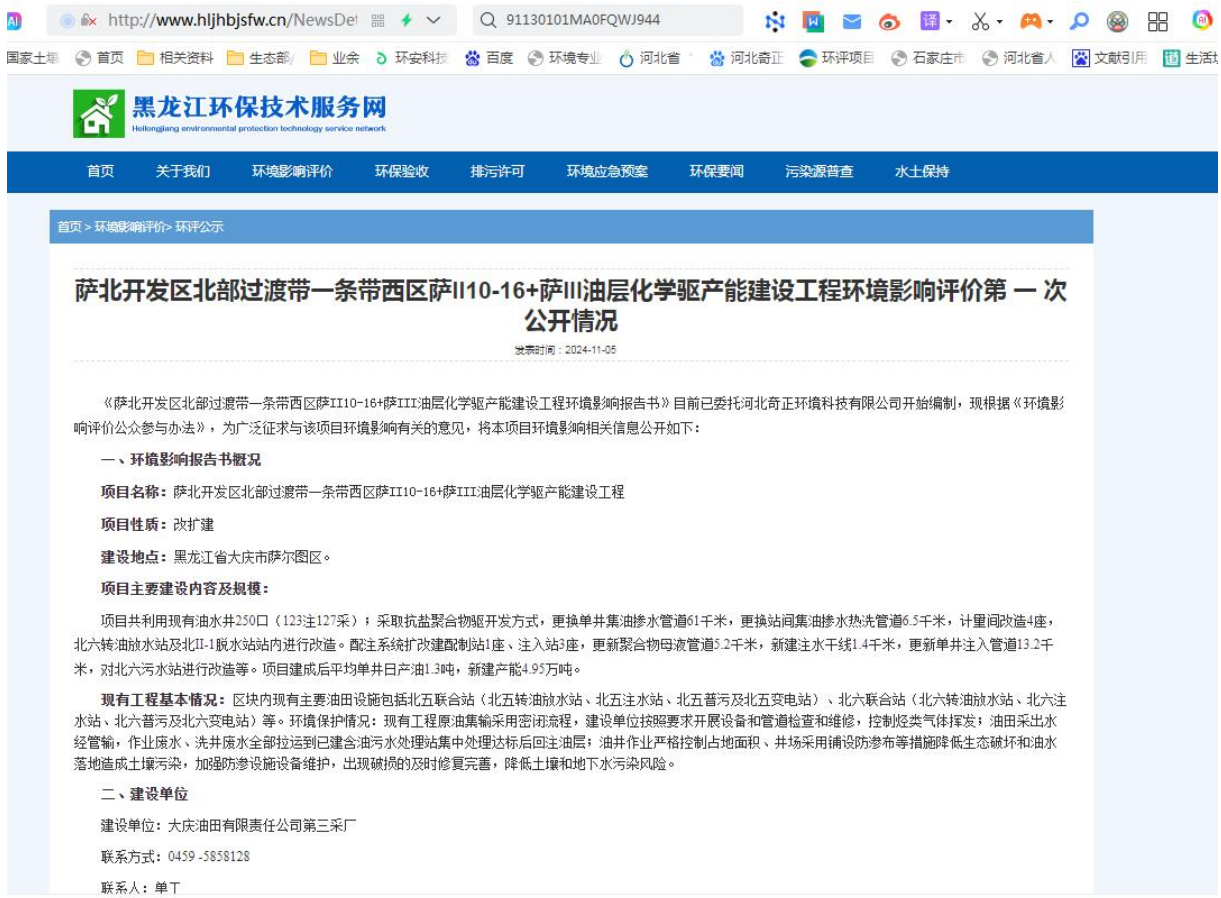 http://www.hljhbjsfw.cn/NewsDet
91130101MA0FQWJ944
国家土壤 首页 相关资料 生态部/ 业余 环安科技 百度 环境专业 河北省 河北奇正 环评项目 石家庄市 河北省人 文献引用 生活垃
黑龙江环保技术服务网
Heilongjiang environmental protection technology service network
首页 关于我们 环境影响评价 环保验收 排污许可 环境应急预案 环保要闻 污染源普查 水土保持
首页 > 环境影响评价> 环评公示
萨北开发区北部过渡带一条带西区萨II10-16+萨III油层化学驱产能建设工程环境影响评价第 一 次
公开情况
发表时间：2024-11-05
《萨北开发区北部过渡带一条带西区萨II10-16+萨III油层化学驱产能建设工程环境影响报告书》目前已委托河北奇正环境科技有限公司开始编制，现根据《环境影
响评价公众参与办法》，为广泛征求与该项目环境影响有关的意见，将本项目环境影响相关信息公开如下：
一、环境影响报告书概况
项目名称：萨北开发区北部过渡带一条带西区萨II10-16+萨III油层化学驱产能建设工程
项目性质：改扩建
建设地点：黑龙江省大庆市萨尔图区。
项目主要建设内容及规模：
项目共利用现有油水井250口（123注127采）；采取抗盐聚合物驱开发方式，更换单井集油掺水管道61千米，更换站间集油掺水热洗管道6.5千米，计量间改造4座，
北六转油放水站及北II-1脱水站站内进行改造。配注系统扩改建配制站1座、注入站3座，更新聚合物母液管道5.2千米，新建注水干线1.4千米，更新单井注入管道13.2千
米，对北六污水站进行改造等。项目建成后平均单井日产油1.3吨，新建产能4.95万吨。
现有工程基本情况：区块内现有主要油田设施包括北五联合站（北五转油放水站、北五注水站、北五普污及北五变电站）、北六联合站（北六转油放水站、北六注
水站、北六普污及北六变电站）等。环境保护情况：现有工程原油集输采用密闭流程，建设单位按照要求开展设备和管道检查和维修，控制烃类气体挥发；油田采出水
经管输，作业废水、洗井废水全部拉运到已建含油污水处理站集中处理达标后回注油层；油井作业严格控制占地面积、井场采用铺设防渗布等措施降低生态破坏和油水
落地造成土壤污染，加强防渗设施设备维护，出现破损的及时修复完善，降低土壤和地下水污染风险。
二、建设单位
建设单位：大庆油田有限责任公司第三采厂
联系方式：0459 -5858128
联系人：单工